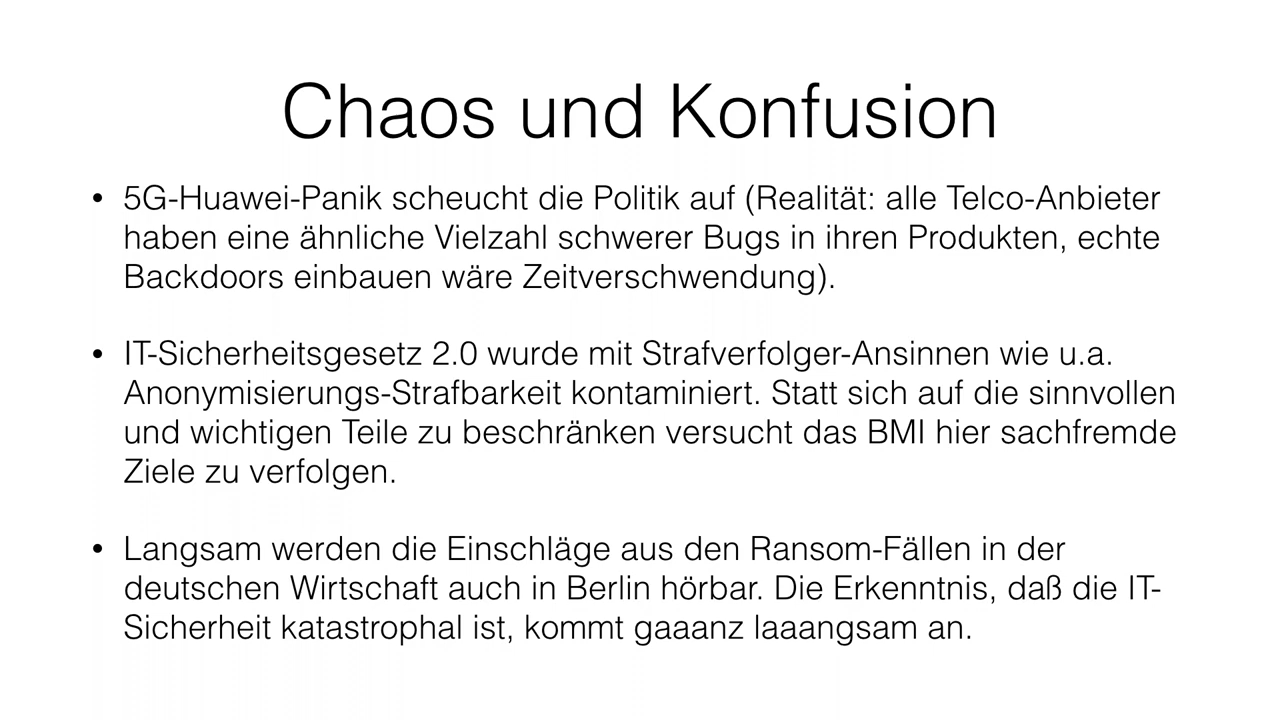 Chaos und Konfusion
• 5G-Huawei-Panik scheucht die Politik auf (Realität: alle Telco-Anbieter
haben eine ähnliche Vielzahl schwerer Bugs in ihren Produkten, echte
Backdoors einbauen wäre Zeitverschwendung).
• IT-Sicherheitsgesetz 2.0 wurde mit Strafverfolger-Ansinnen wie u.a.
Anonymisierungs-Strafbarkeit kontaminiert. Statt sich auf die sinnvollen
und wichtigen Teile zu beschränken versucht das BMI hier sachfremde
Ziele zu verfolgen.
• Langsam werden die Einschläge aus den Ransom-Fällen in der
deutschen Wirtschaft auch in Berlin hörbar. Die Erkenntnis, daß die IT-
Sicherheit katastrophal ist, kommt gaaanz laaangsam an.